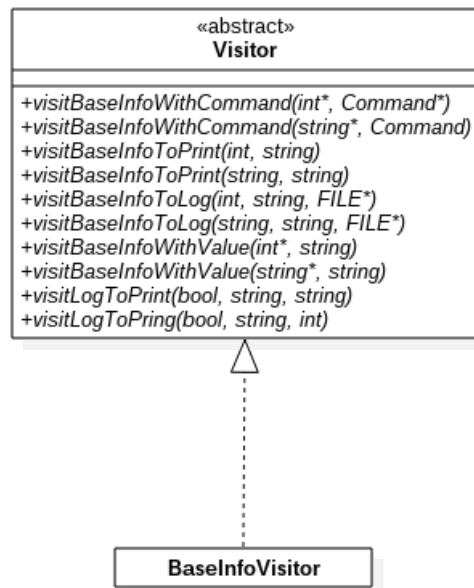 «abstract»
Visitor
+visitBaseInfoWithCommand(int*, Command*)
+visitBaseInfoWithCommand(string*, Command)
+visitBaseInfoToPrint(int, string)
+visitBaseInfoToPrint(string, string)
+visitBaseInfoToLog(int, string, FILE*)
+visitBaseInfoToLog(string, string, FILE*)
+visitBaseInfoWithValue(int*, string)
+visitBaseInfoWithValue(string*, string)
+visitLogToPrint(bool, string, string)
+visitLogToPring(bool, string, int)
BaseInfoVisitor